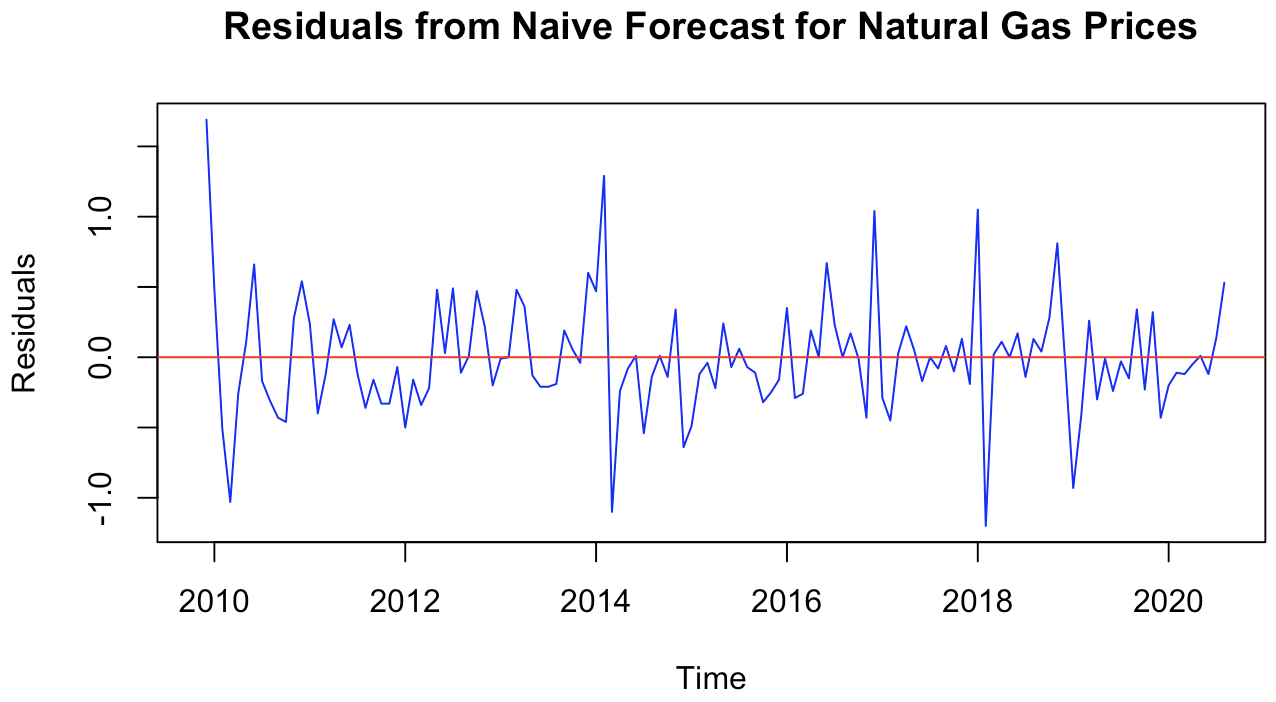 Residuals from Naive Forecast for Natural Gas Prices
Residuals
1.0
0.0
-1.0
2010 2012 2014 2016 2018 2020
Time